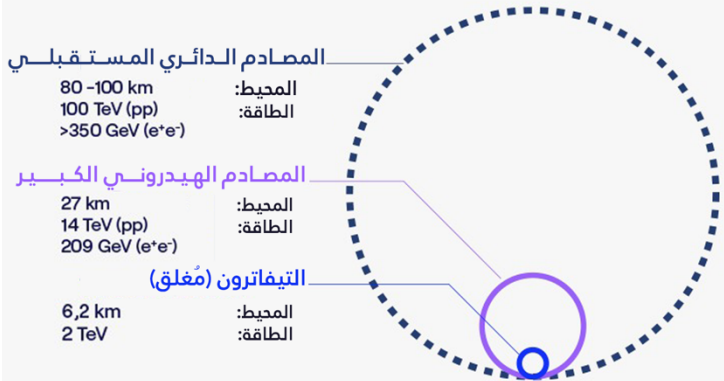 المصادم الدائري المستقبلي
المحيط: 80 -100 km
الطاقة: 100 TeV (pp)
>350 GeV (e⁺e⁻)
المصادم الهيدروني الكبير
المحيط: 27 km
الطاقة: 14 TeV (pp)
209 GeV (e⁺e⁻)
التيفاترون (مُغلق)
المحيط: 6,2 km
الطاقة: 2 TeV